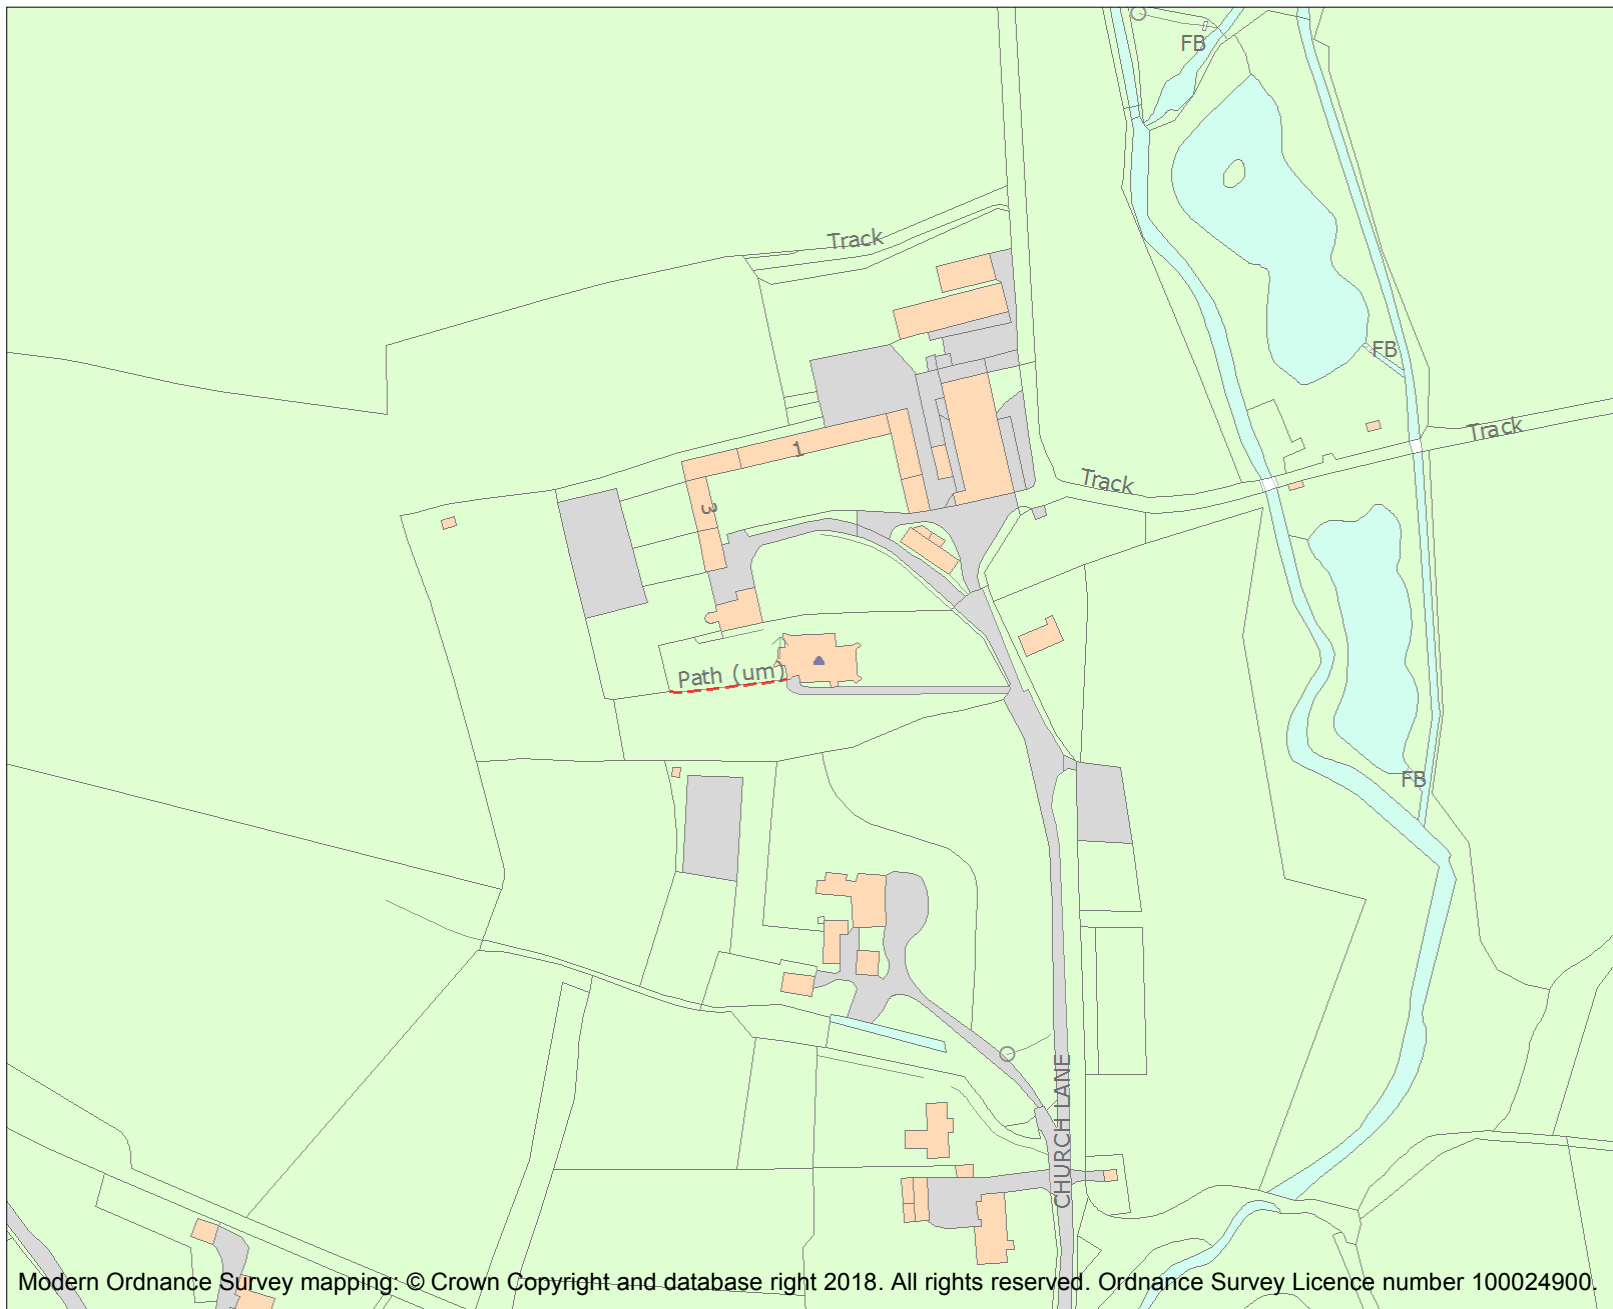 FB
Track
FB
1
Track
Track
3
Path (um)
FB
CHURCH LANE
Modern Ordnance Survey mapping: © Crown Copyright and database right 2018. All rights reserved. Ordnance Survey Licence number 100024900.